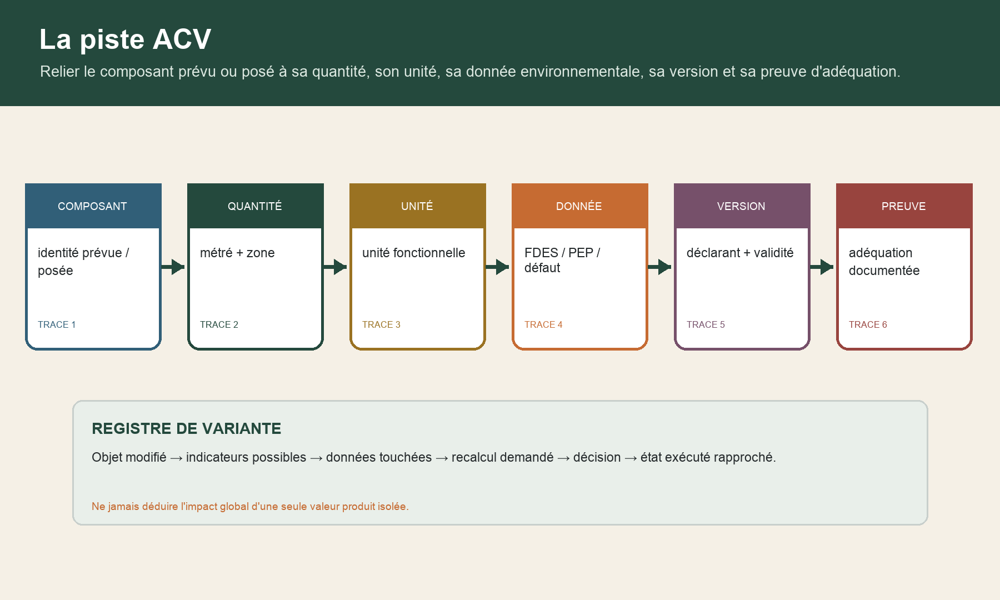 La piste ACV
Relier le composant prévu ou posé à sa quantité, son unité, sa donnée environnementale, sa version et sa preuve d'adéquation.
COMPOSANT
identité prévue /
posée
TRACE 1
QUANTITÉ
métré + zone
TRACE 2
UNITÉ
unité fonctionnelle
TRACE 3
DONNÉE
FDES / PEP /
défaut
TRACE 4
VERSION
déclarant + validité
TRACE 5
PREUVE
adéquation
documentée
TRACE 6
REGISTRE DE VARIANTE
Objet modifié → indicateurs possibles → données touchées → recalcul demandé → décision → état exécuté rapproché.
Ne jamais déduire l'impact global d'une seule valeur produit isolée.